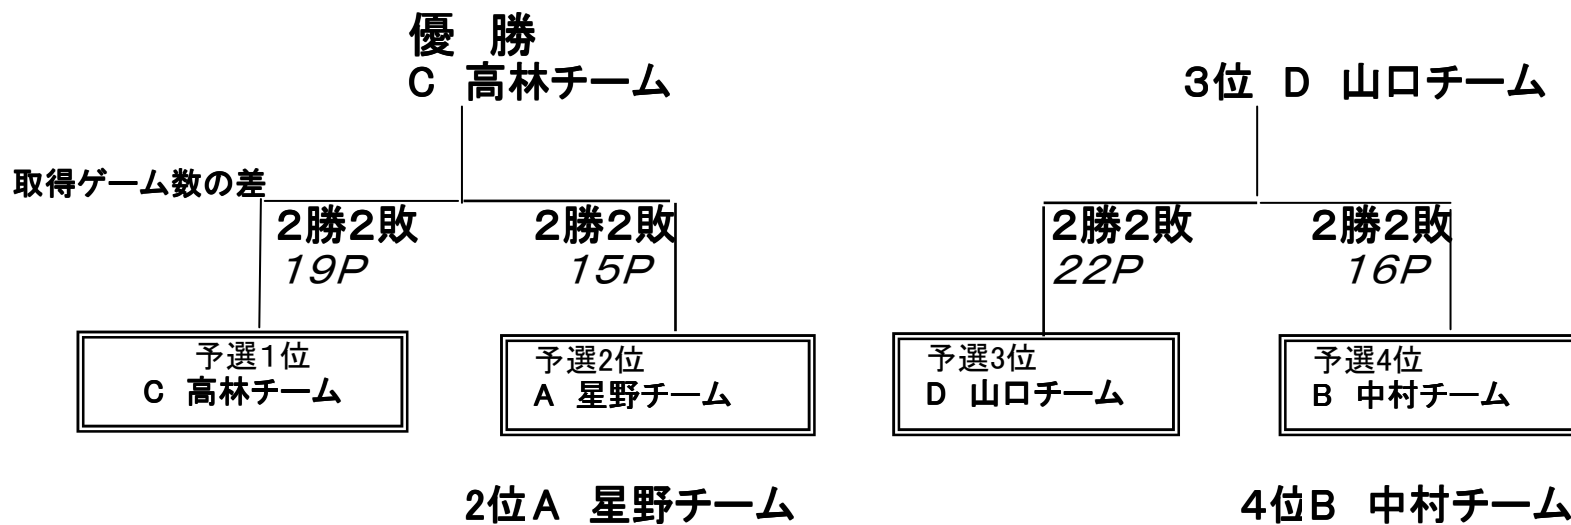 優　勝
C　高林チーム
3位　D　山口チーム
取得ゲーム数の差
2勝2敗
19P
2勝2敗
15P
2勝2敗
22P
2勝2敗
16P
予選1位
C　高林チーム
予選2位
A　星野チーム
予選3位
D　山口チーム
予選4位
B　中村チーム
2位A　星野チーム
4位B　中村チーム